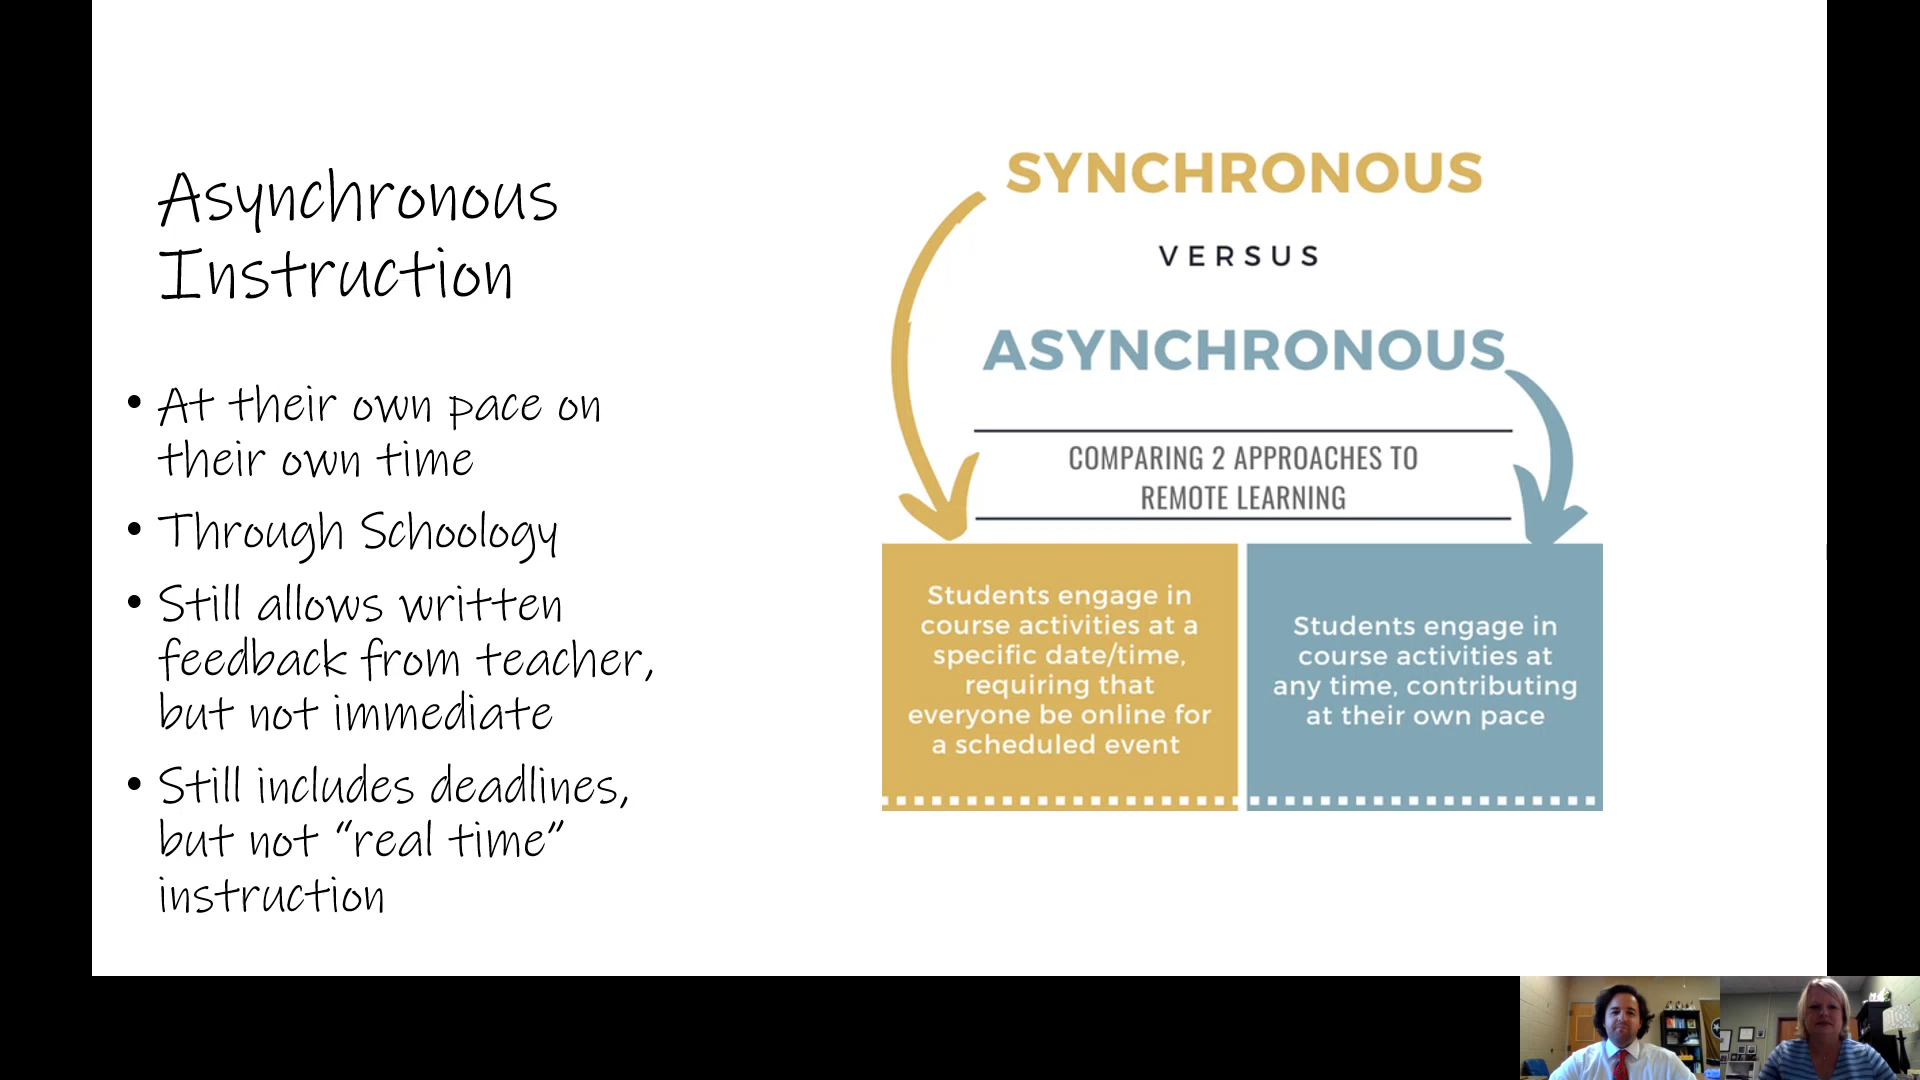 Asynchronous
Instruction
• At their own pace on
their own time
• Through Schoology
• Still allows written
feedback from teacher,
but not immediate
• Still includes deadlines,
but not “real time”
instruction
SYNCHRONOUS
VERSUS
ASYNCHRONOUS
COMPARING 2 APPROACHES TO
REMOTE LEARNING
Students engage in
course activities at a
specific date/time,
requiring that
everyone be online for
a scheduled event
Students engage in
course activities at
any time, contributing
at their own pace